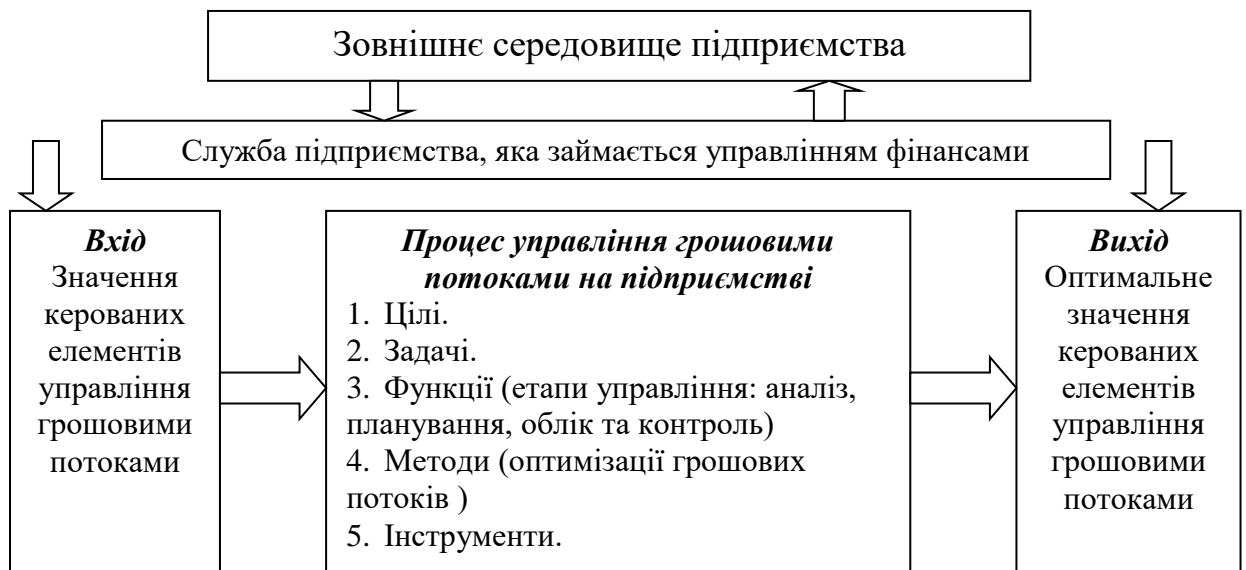 Зовнішнє середовище підприємства
Служба підприємства, яка займається управлінням фінансами
Вхід
Значення
керованих
елементів
управління
грошовими
потоками
Процес управління грошовими
потоками на підприємстві
1. Цілі.
2. Задачі.
3. Функції (етапи управління: аналіз,
планування, облік та контроль)
4. Методи (оптимізації грошових
потоків )
5. Інструменти.
Вихід
Оптимальне
значення
керованих
елементів
управління
грошовими
потоками